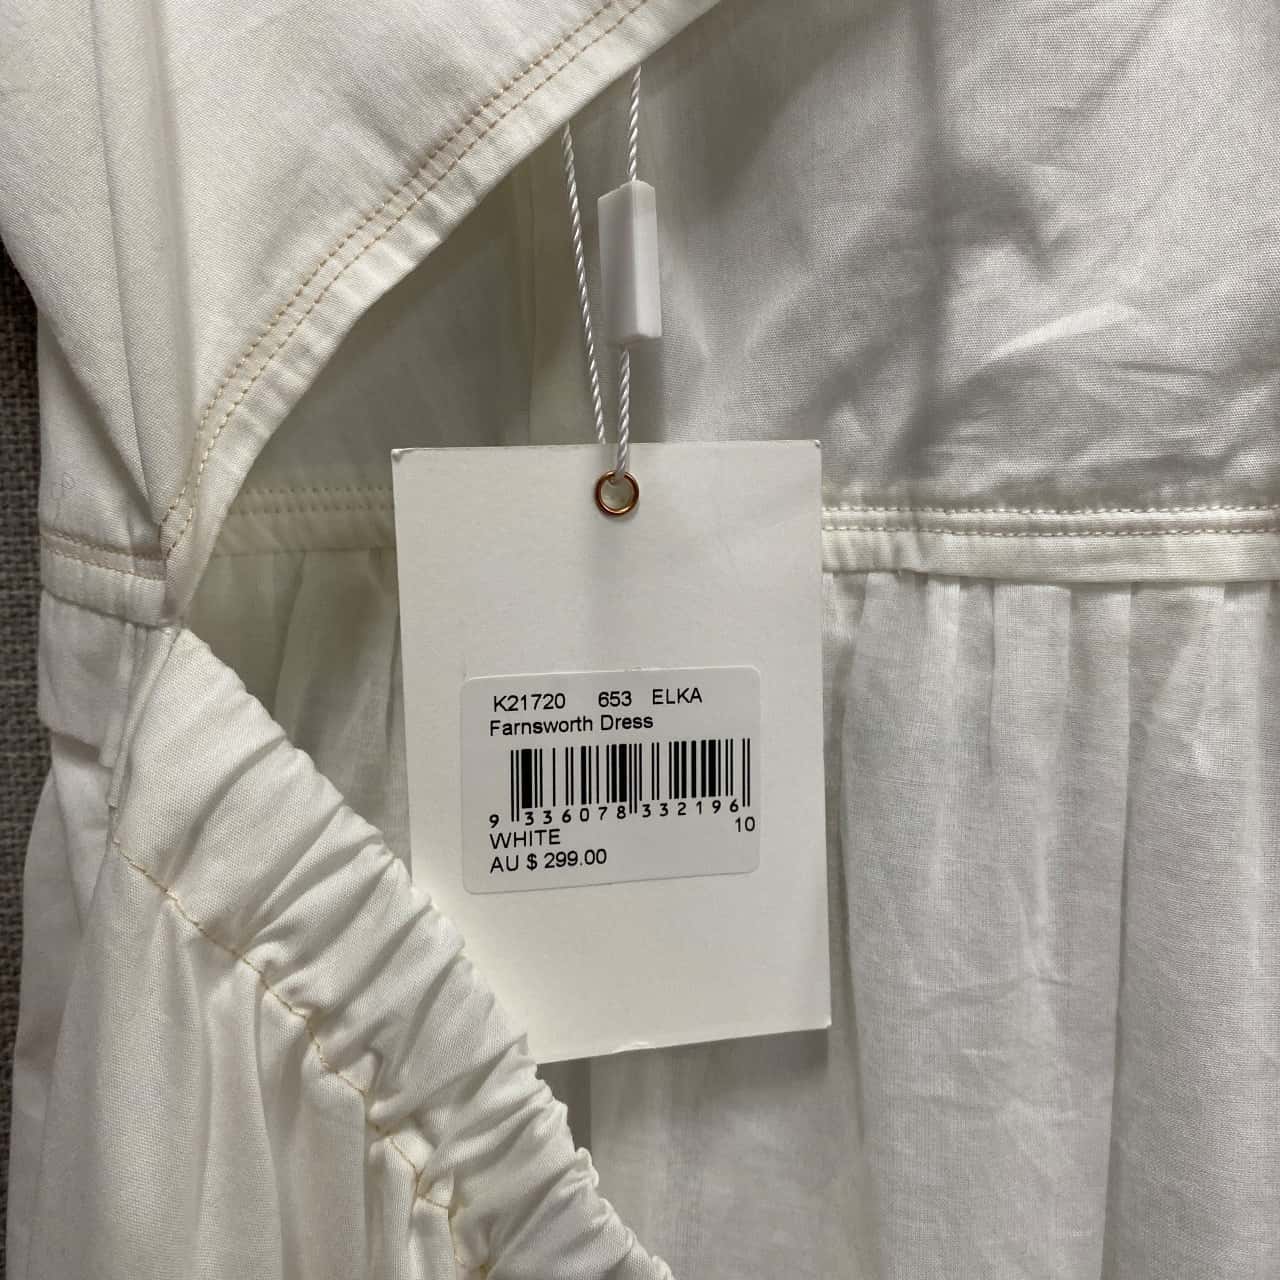 K21720 653 ELKA
Farnsworth Dress
9 336078 332196
WHITE 10
AU $ 299.00